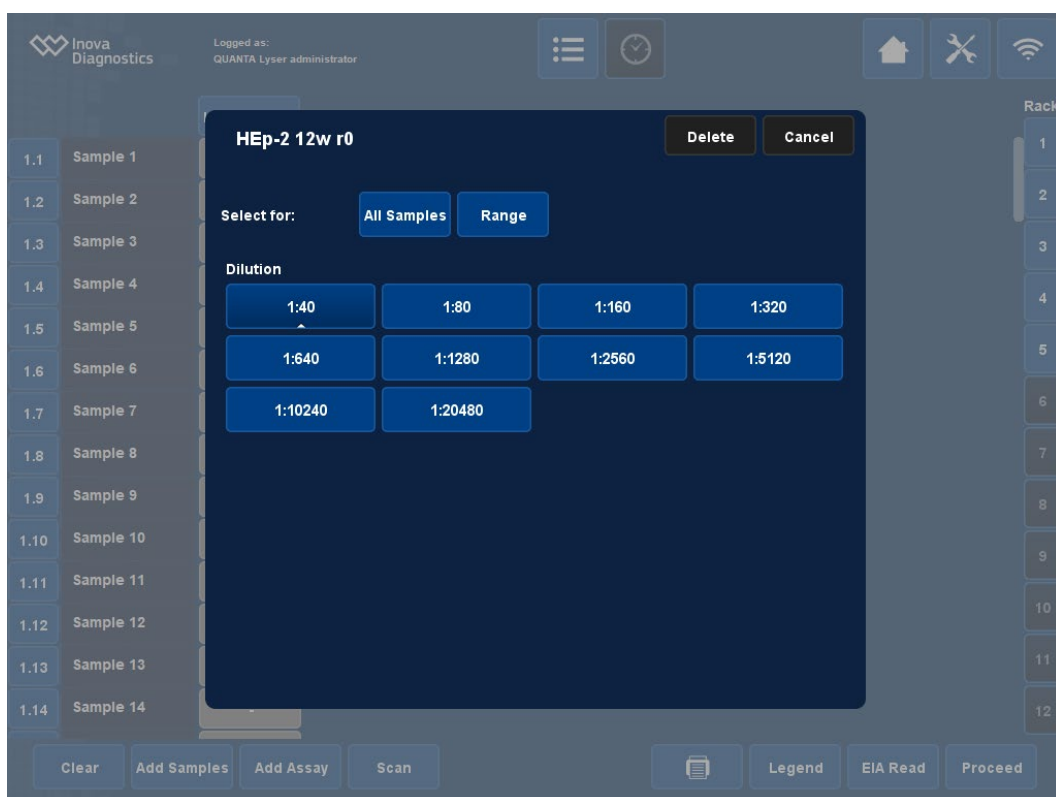 Inova
Diagnostics
Logged as:
QUANTA Lyser administrator
Rack
HEp-2 12w r0
Delete
Cancel
Select for:
All Samples
Range
Dilution
1:40
1:80
1:160
1:320
1:640
1:1280
1:2560
1:5120
1:10240
1:20480
1.1 Sample 1
1.2 Sample 2
1.3 Sample 3
1.4 Sample 4
1.5 Sample 5
1.6 Sample 6
1.7 Sample 7
1.8 Sample 8
1.9 Sample 9
1.10 Sample 10
1.11 Sample 11
1.12 Sample 12
1.13 Sample 13
1.14 Sample 14
1
2
3
4
5
6
7
8
9
10
11
12
Clear
Add Samples
Add Assay
Scan
Legend
EIA Read
Proceed